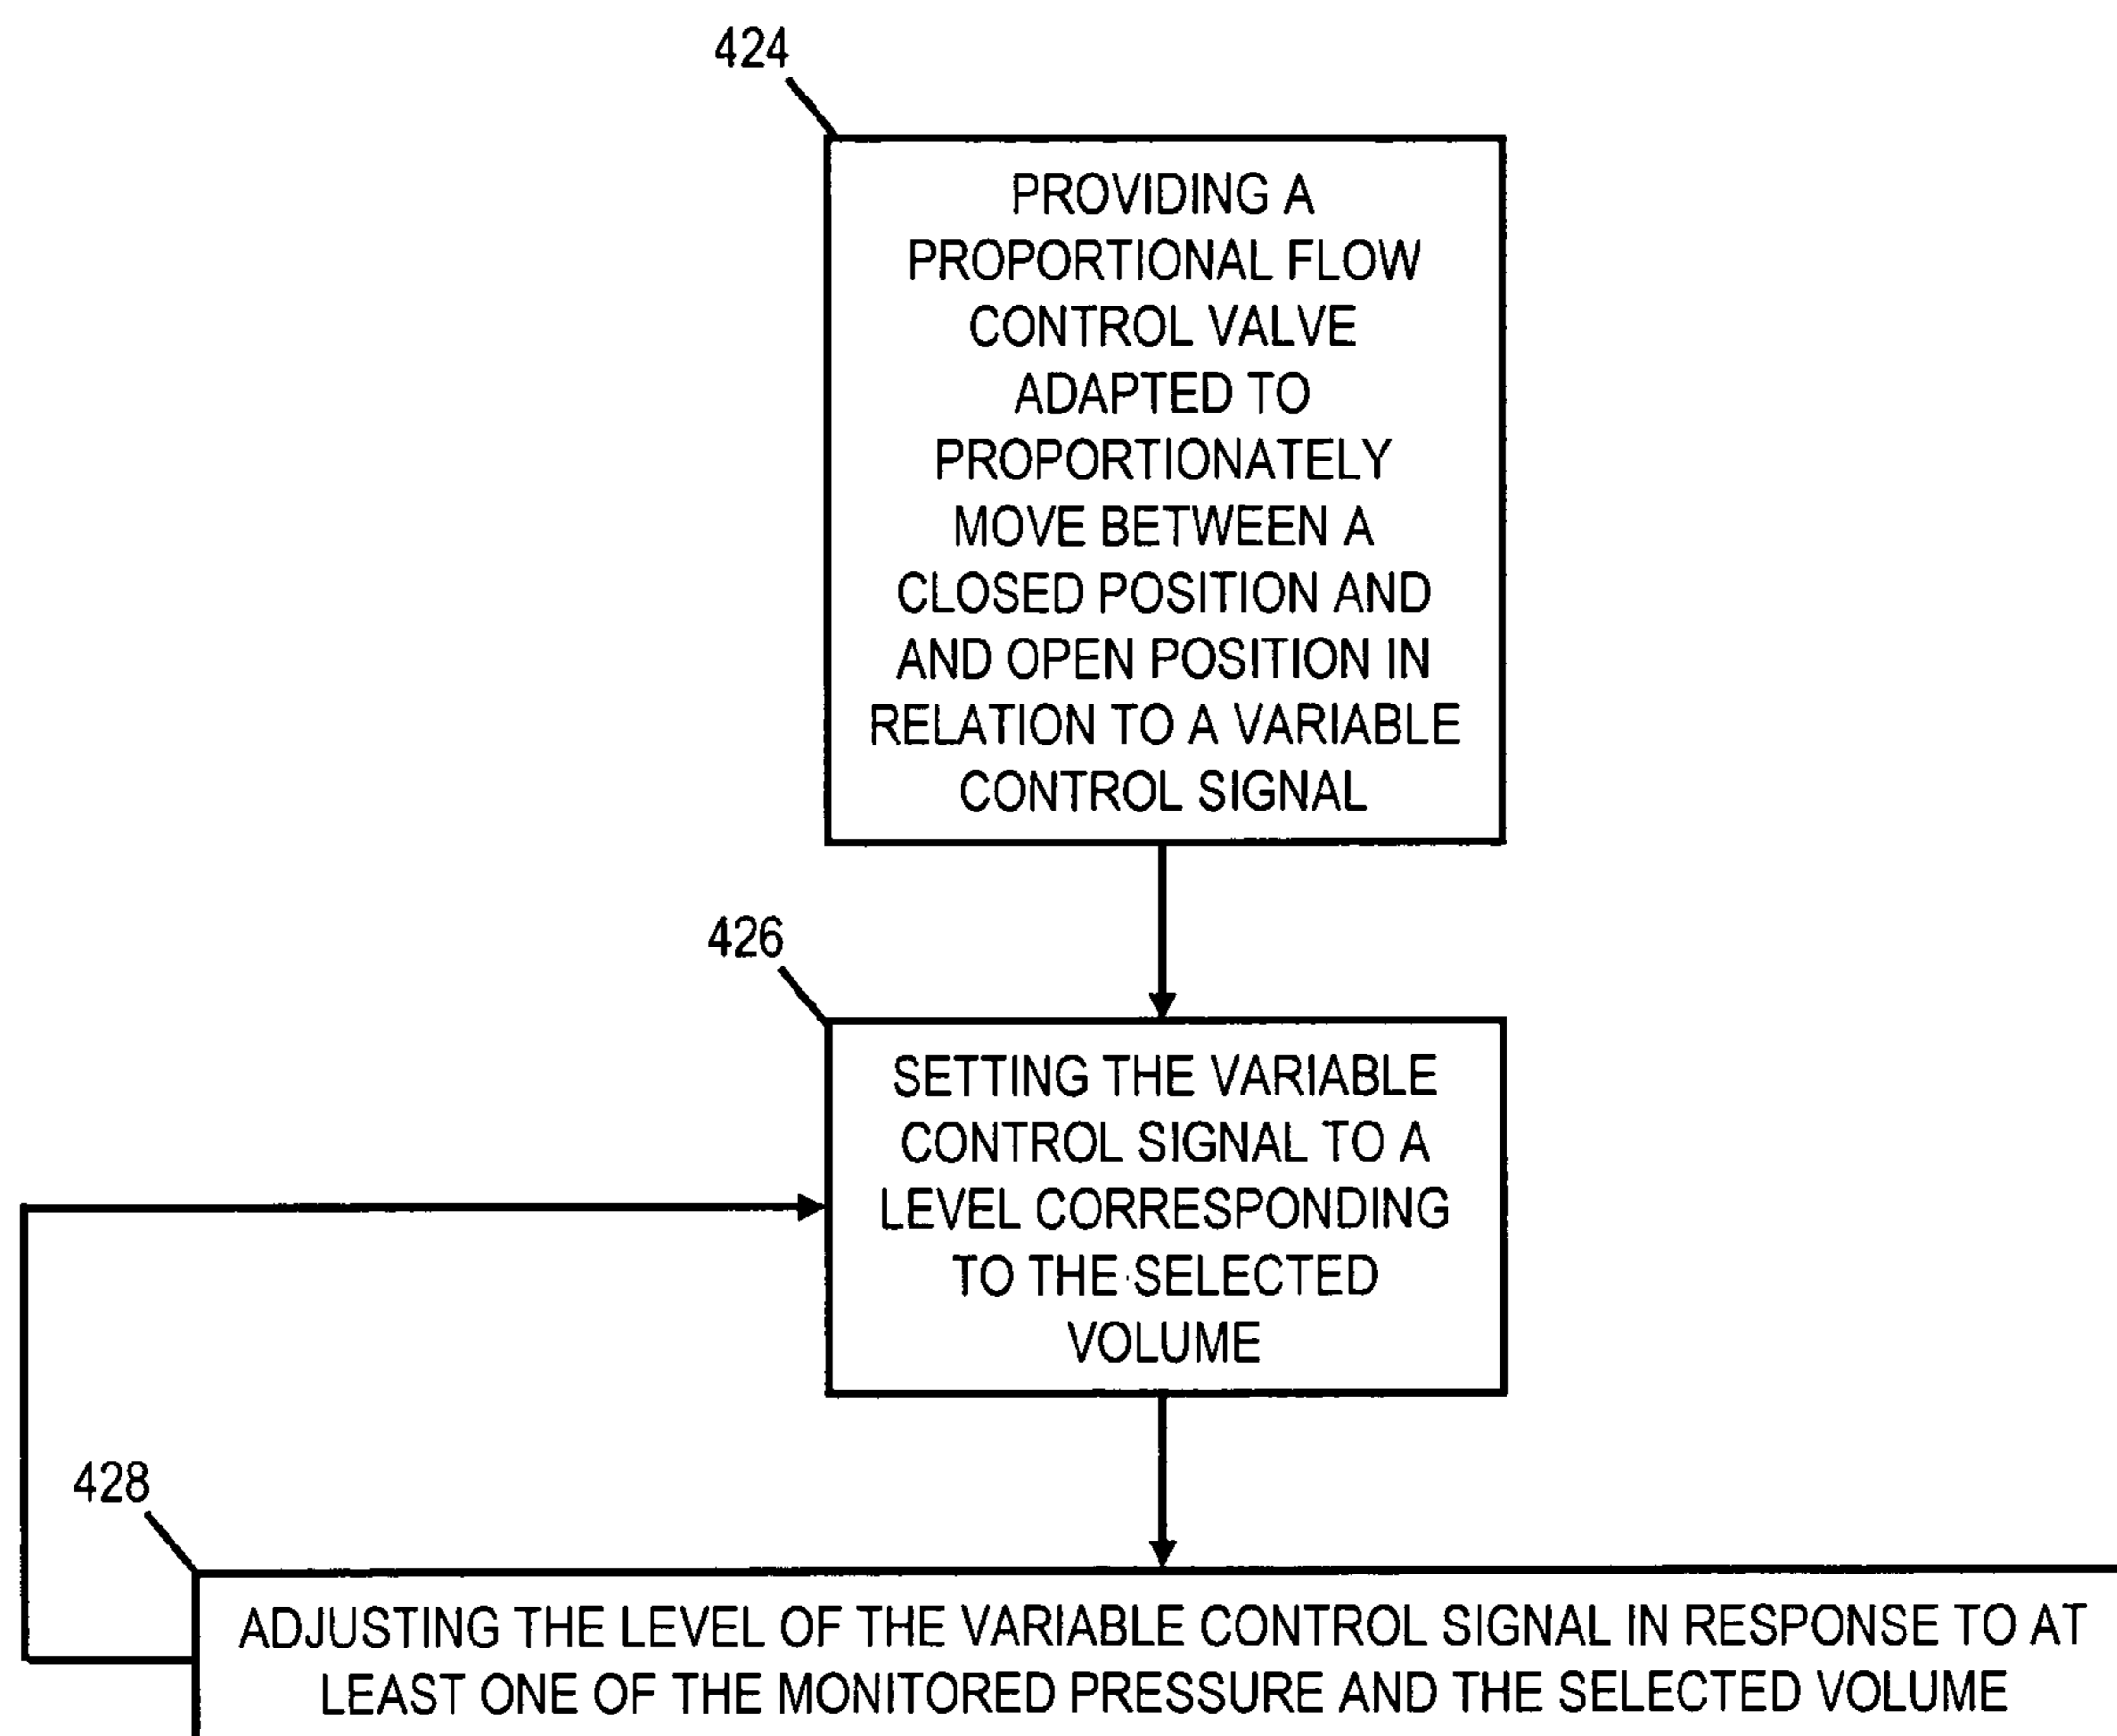 424
PROVIDING A
PROPORTIONAL FLOW
CONTROL VALVE
ADAPTED TO
PROPORTIONATELY
MOVE BETWEEN A
CLOSED POSITION AND
AND OPEN POSITION IN
RELATION TO A VARIABLE
CONTROL SIGNAL
426
SETTING THE VARIABLE
CONTROL SIGNAL TO A
LEVEL CORRESPONDING
TO THE SELECTED
VOLUME
428
ADJUSTING THE LEVEL OF THE VARIABLE CONTROL SIGNAL IN RESPONSE TO AT
LEAST ONE OF THE MONITORED PRESSURE AND THE SELECTED VOLUME